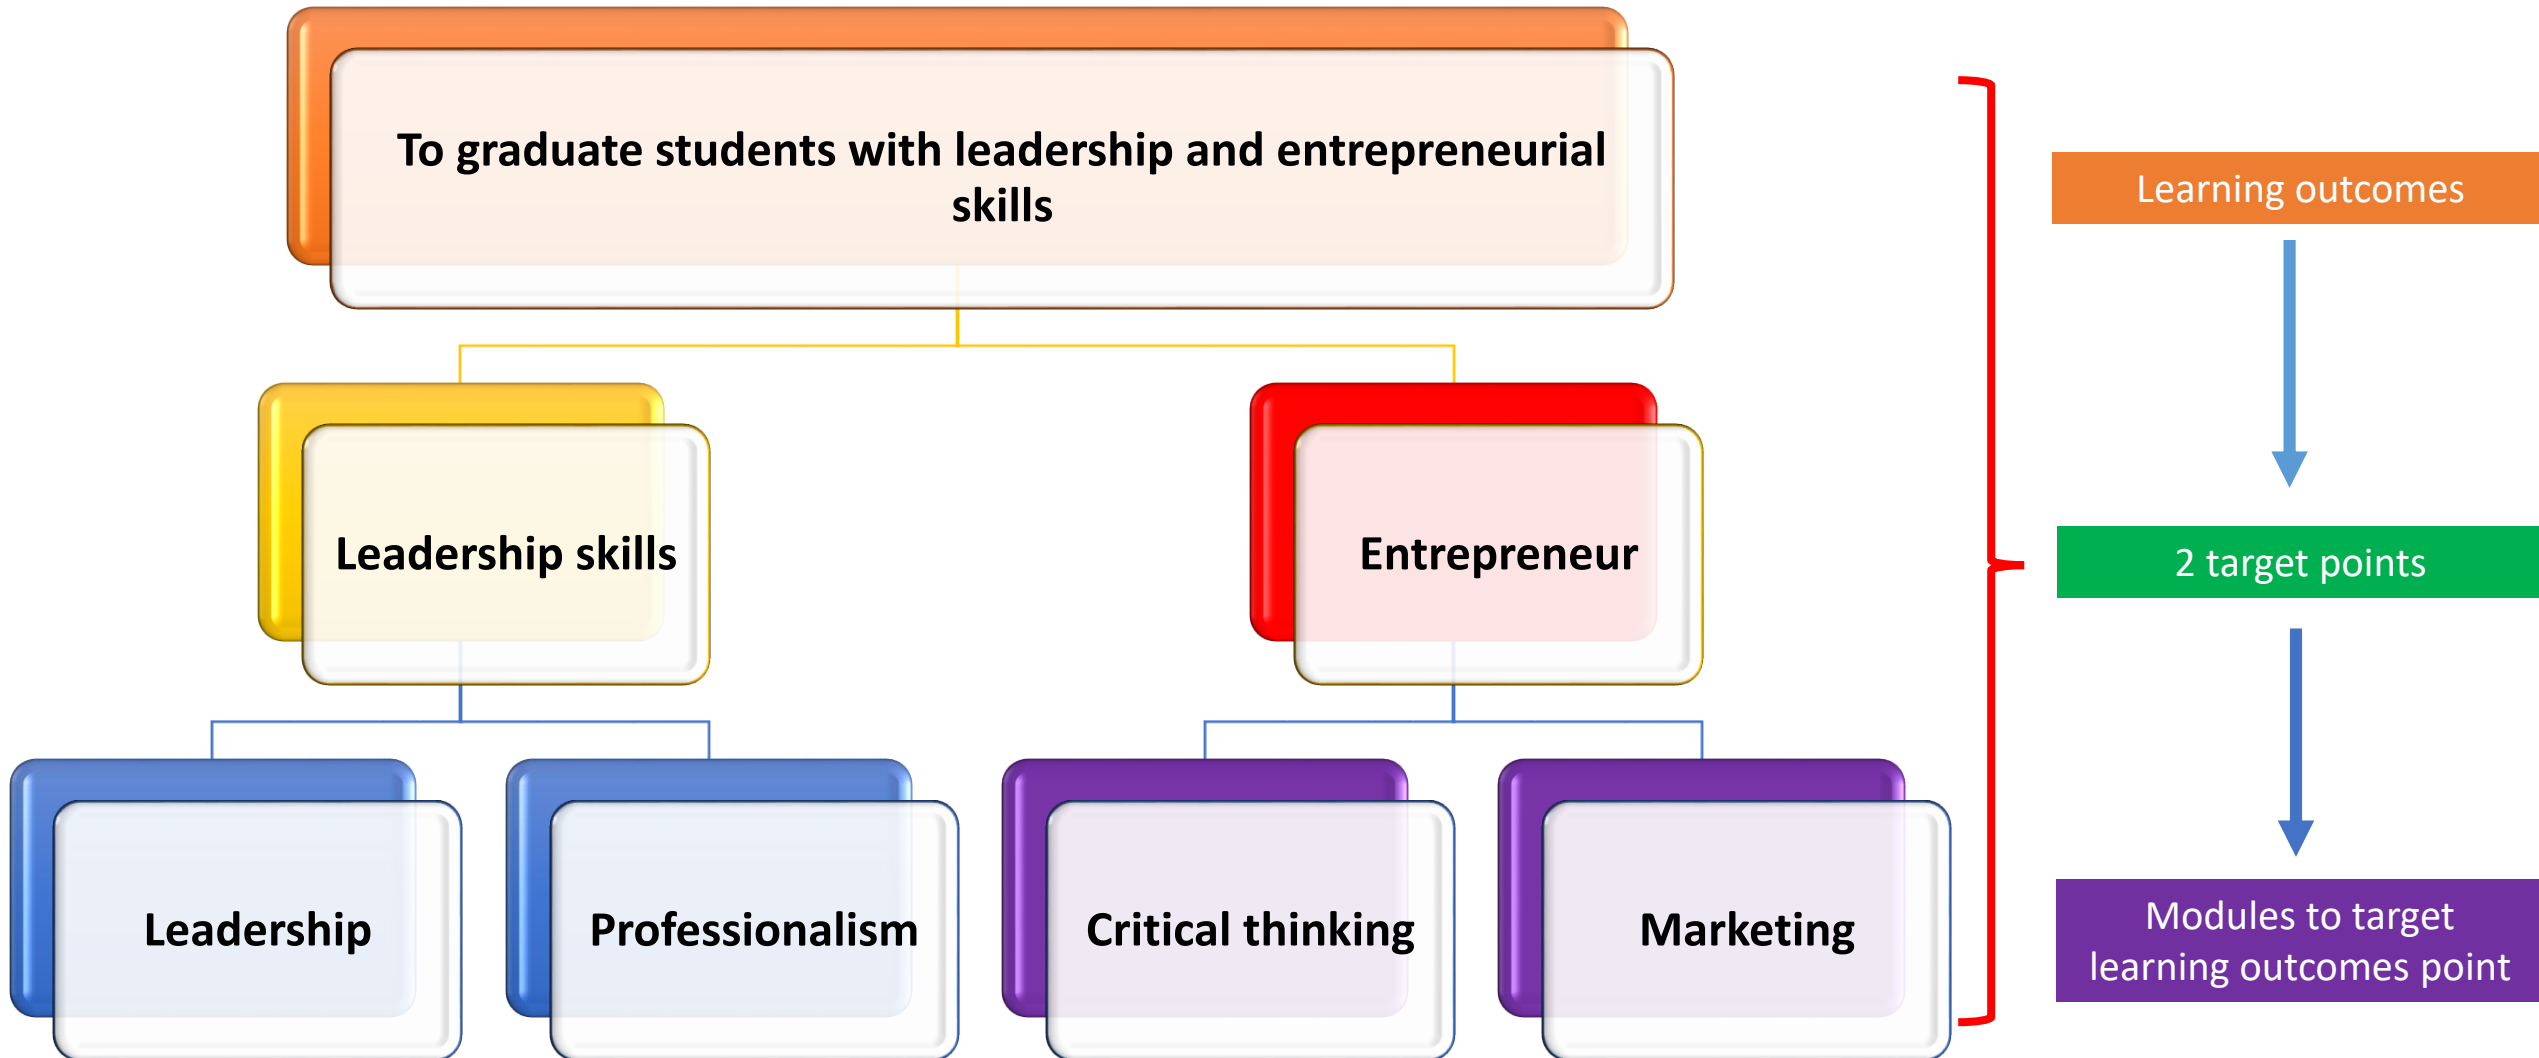 To graduate students with leadership and entrepreneurial
skills
Leadership skills
Entrepreneur
Leadership
Professionalism
Critical thinking
Marketing
Learning outcomes
2 target points
Modules to target
learning outcomes point